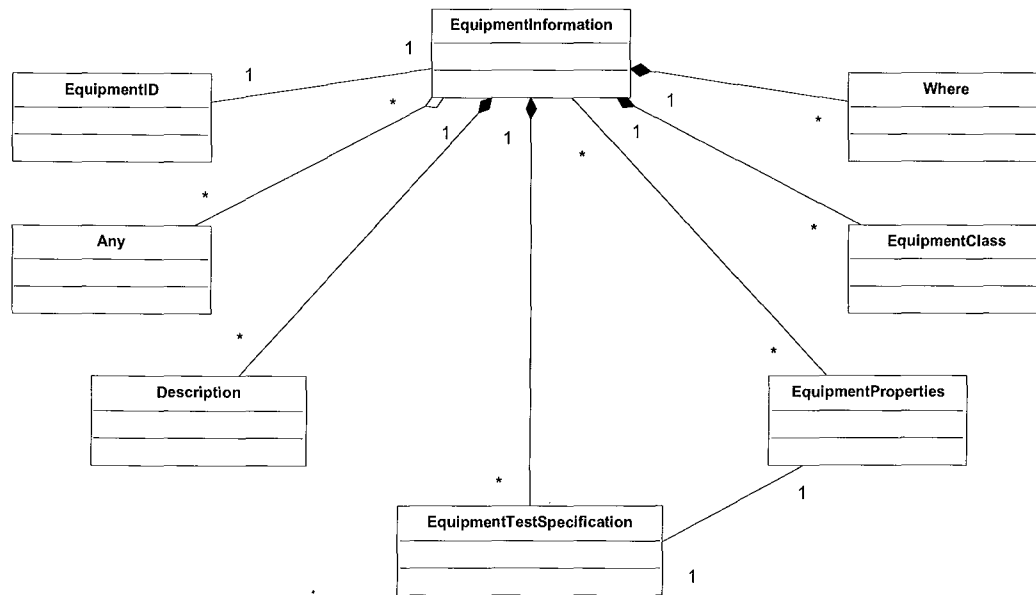 EquipmentInformation
1
1
EquipmentID
Where
*
1
1
1
1
*
*
*
*
Any
EquipmentClass
*
*
Description
EquipmentProperties
*
1
EquipmentTestSpecification
1